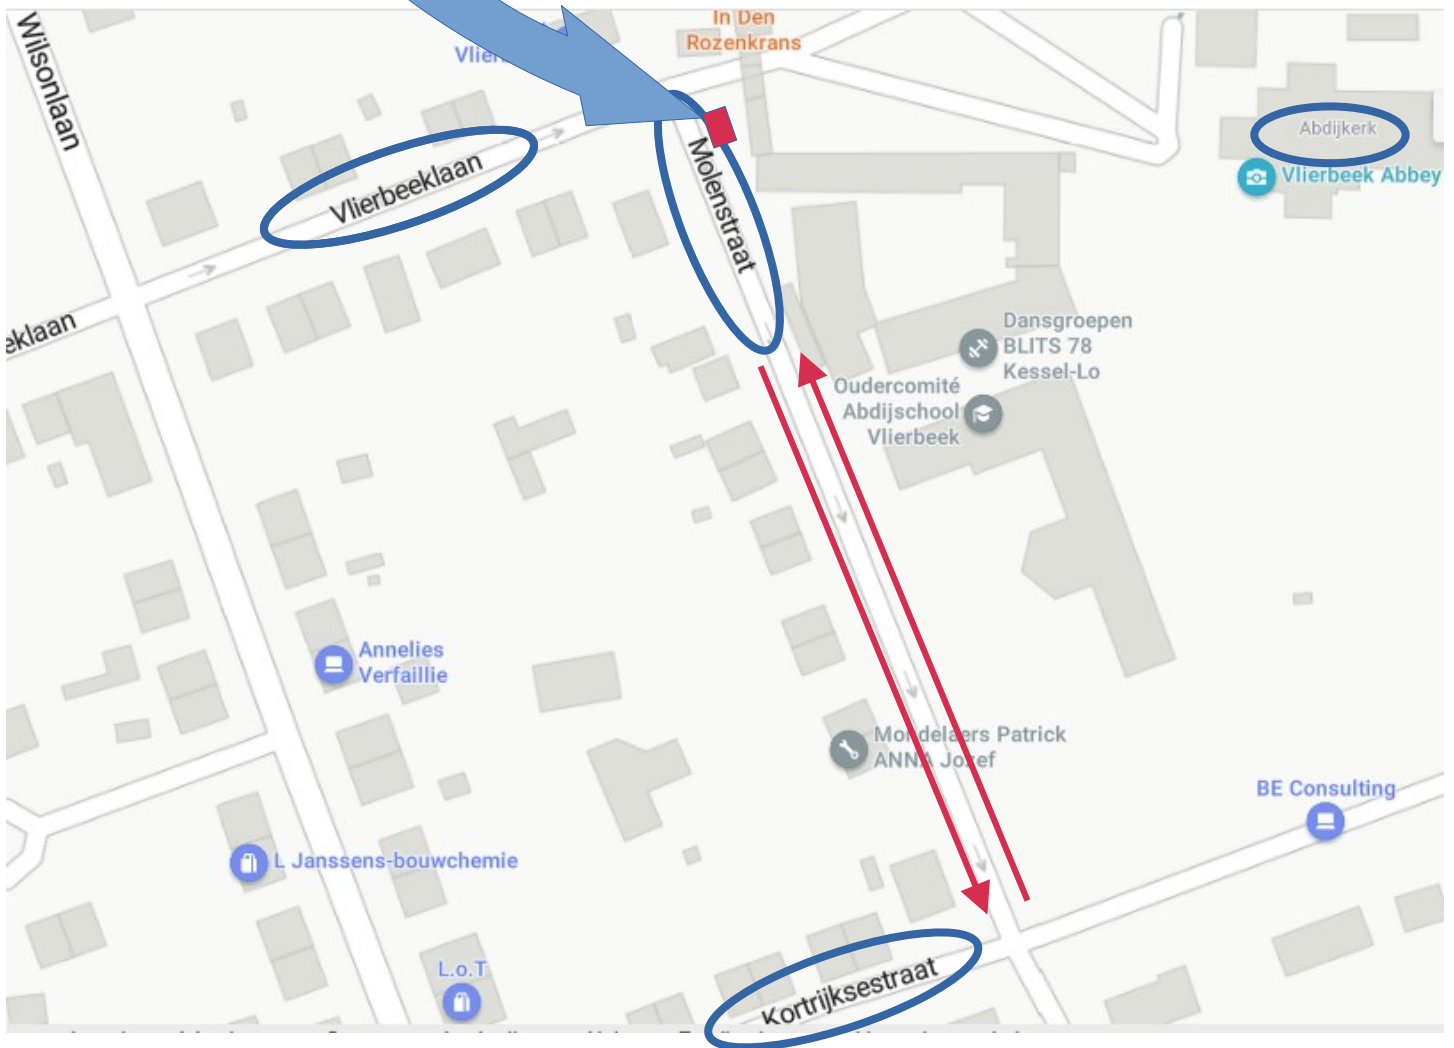 Wilsonlaan
In Den
Rozenkrans
Vlierbeeklaan
Molenstraat
Abdijkerk
Vlierbeek Abbey
Dansgroepen
BLITS 78
Kessel-Lo
Oudercomité
Abdijschool
Vlierbeek
eklaan
Annelies
Verfaillie
Mondelaers Patrick
ANNA Jozef
BE Consulting
L Janssens-bouwchemie
L.o.T
Kortrijksestraat